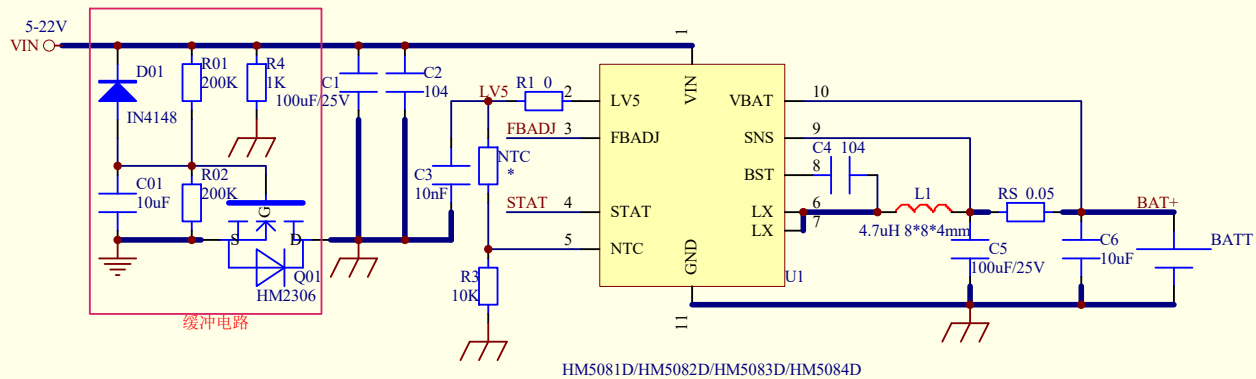 5-22V
VIN
D01
IN4148
R01
200K
R4
1K
C1
100uF/25V
C2
104
C01
10uF
R02
200K
G
S
D
Q01
HM2306
缓冲电路
LV5
R1 0
C3
10nF
NTC
*
R3
10K
FBADJ
STAT
1
2
3
4
5
VIN
LV5
FBADJ
STAT
NTC
GND
11
VBAT
SNS
BST
LX
LX
U1
10
9
8
6
7
C4 104
L1
4.7uH 8*8*4mm
RS 0.05
C5
100uF/25V
C6
10uF
BAT+
BATT
HM5081D/HM5082D/HM5083D/HM5084D